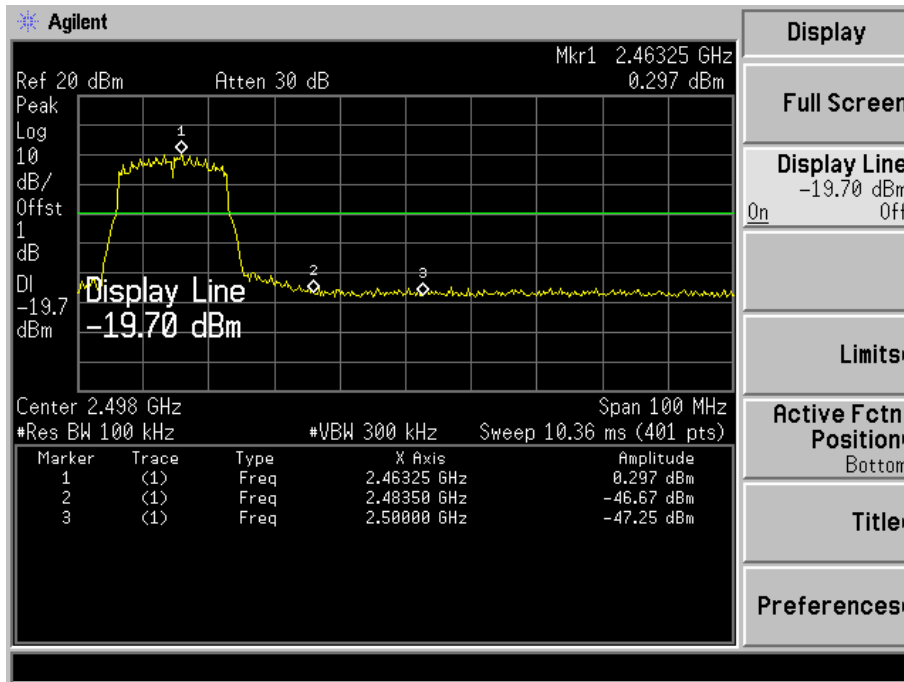 Agilent
Display
Mkr1 2.46325 GHz
Ref 20 dBm Atten 30 dB 0.297 dBm
Peak
Log
10
dB/
Offst
1
dB
DI
-19.7
dBm
1
2
3
Display Line
-19.70 dBm
Center 2.498 GHz Span 100 MHz
#Res BW 100 kHz #VBW 300 kHz Sweep 10.36 ms (401 pts)
Marker Trace Type X Axis Amplitude
1 (1) Freq 2.46325 GHz 0.297 dBm
2 (1) Freq 2.48350 GHz -46.67 dBm
3 (1) Freq 2.50000 GHz -47.25 dBm
Full Screen
Display Line
-19.70 dBm
On Off
Limits
Active Fctn
Position
Bottom
Title
Preferences